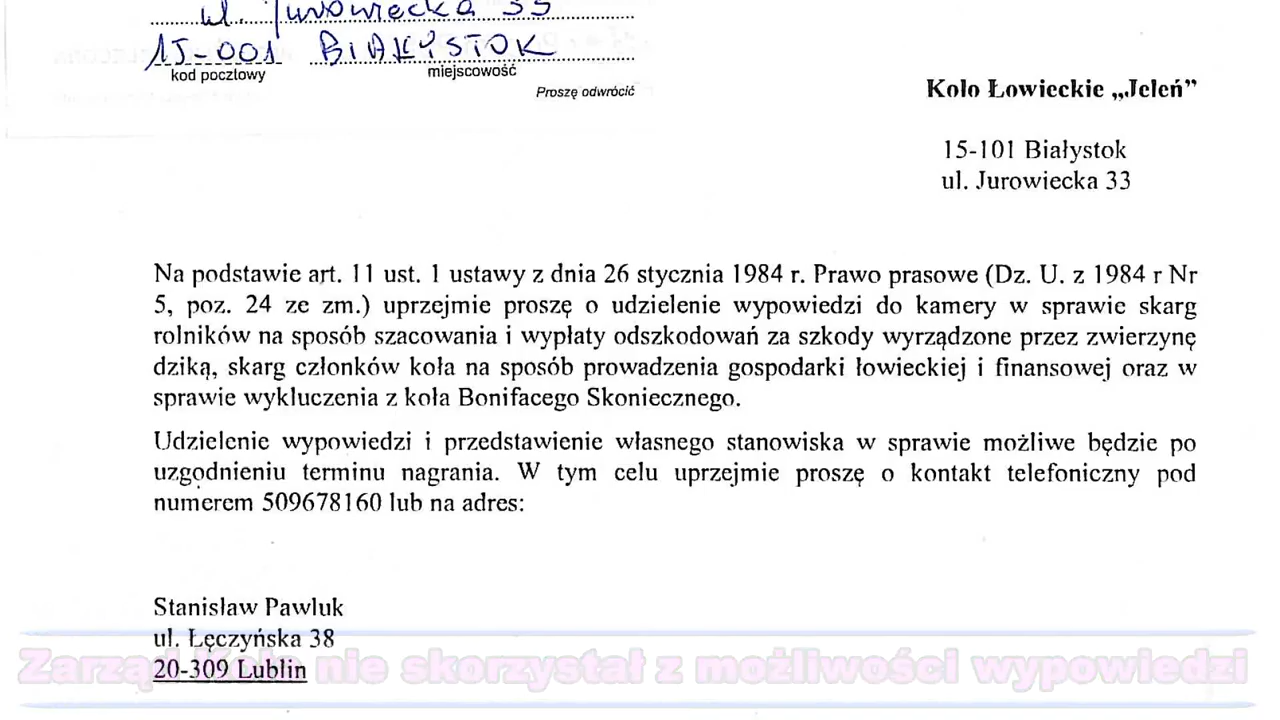 ul. Jurowiecka 33
15-001 BIAŁYSTOK
kod pocztowy
miejscowość
Proszę odwrócić
Koło Łowieckie „Jeleń”
15-101 Białystok
ul. Jurowiecka 33
Na podstawie art. 11 ust. 1 ustawy z dnia 26 stycznia 1984 r. Prawo prasowe (Dz. U. z 1984 r Nr
5, poz. 24 ze zm.) uprzejmie proszę o udzielenie wypowiedzi do kamery w sprawie skarg
rolników na sposób szacowania i wypłaty odszkodowań za szkody wyrządzone przez zwierzynę
dziką, skarg członków koła na sposób prowadzenia gospodarki łowieckiej i finansowej oraz w
sprawie wykluczenia z koła Bonifacego Skoniecznego.
Udzielenie wypowiedzi i przedstawienie własnego stanowiska w sprawie możliwe będzie po
uzgodnieniu terminu nagrania. W tym celu uprzejmie proszę o kontakt telefoniczny pod
numerem 509678160 lub na adres:
Stanisław Pawluk
ul. Łęczyńska 38
20-309 Lublin
Zarząd Koła nie skorzystał z możliwości wypowiedzi